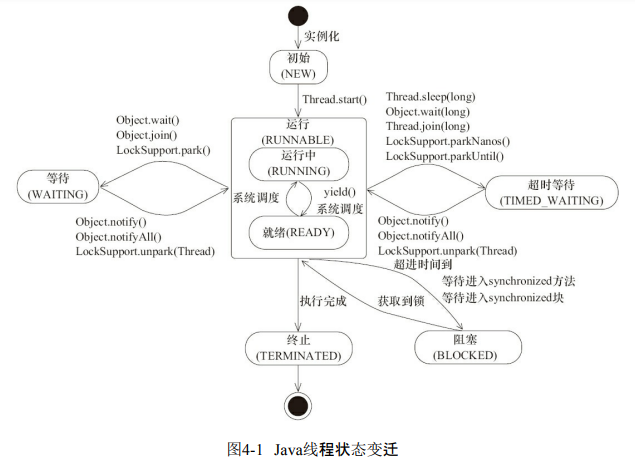 实例化
初始
(NEW)
Thread.start()
Object.wait()
Object.join()
LockSupport.park()
等待
(WAITING)
Object.notify()
Object.notifyAll()
LockSupport.unpark(Thread)
运行
(RUNNABLE)
运行中
(RUNNING)
系统调度
yield()
系统调度
就绪(READY)
Thread.sleep(long)
Object.wait(long)
Thread.join(long)
LockSupport.parkNanos()
LockSupport.parkUntil()
超时等待
(TIMED_WAITING)
Object.notify()
Object.notifyAll()
LockSupport.unpark(Thread)
超进时间到
等待进入synchronized方法
等待进入synchronized块
获取到锁
阻塞
(BLOCKED)
执行完成
终止
(TERMINATED)
图4-1 Java线程状态变迁